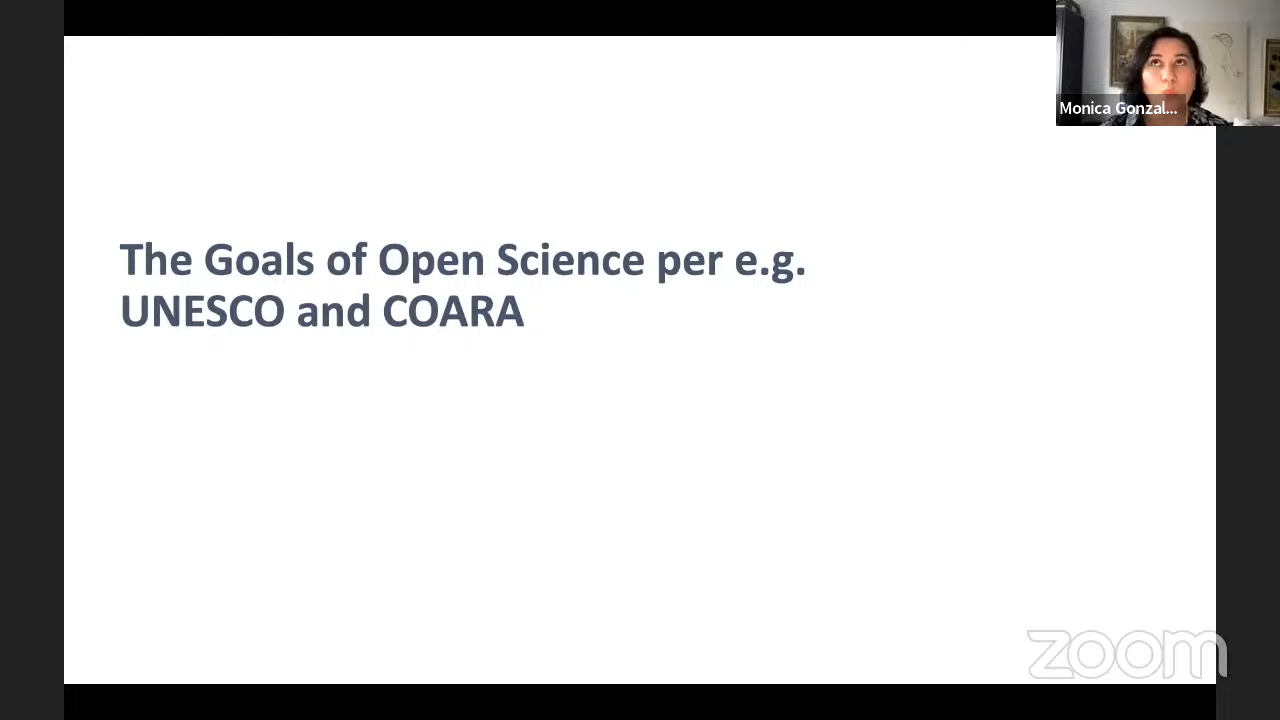 Monica Gonzal...
The Goals of Open Science per e.g.
UNESCO and COARA
zoom